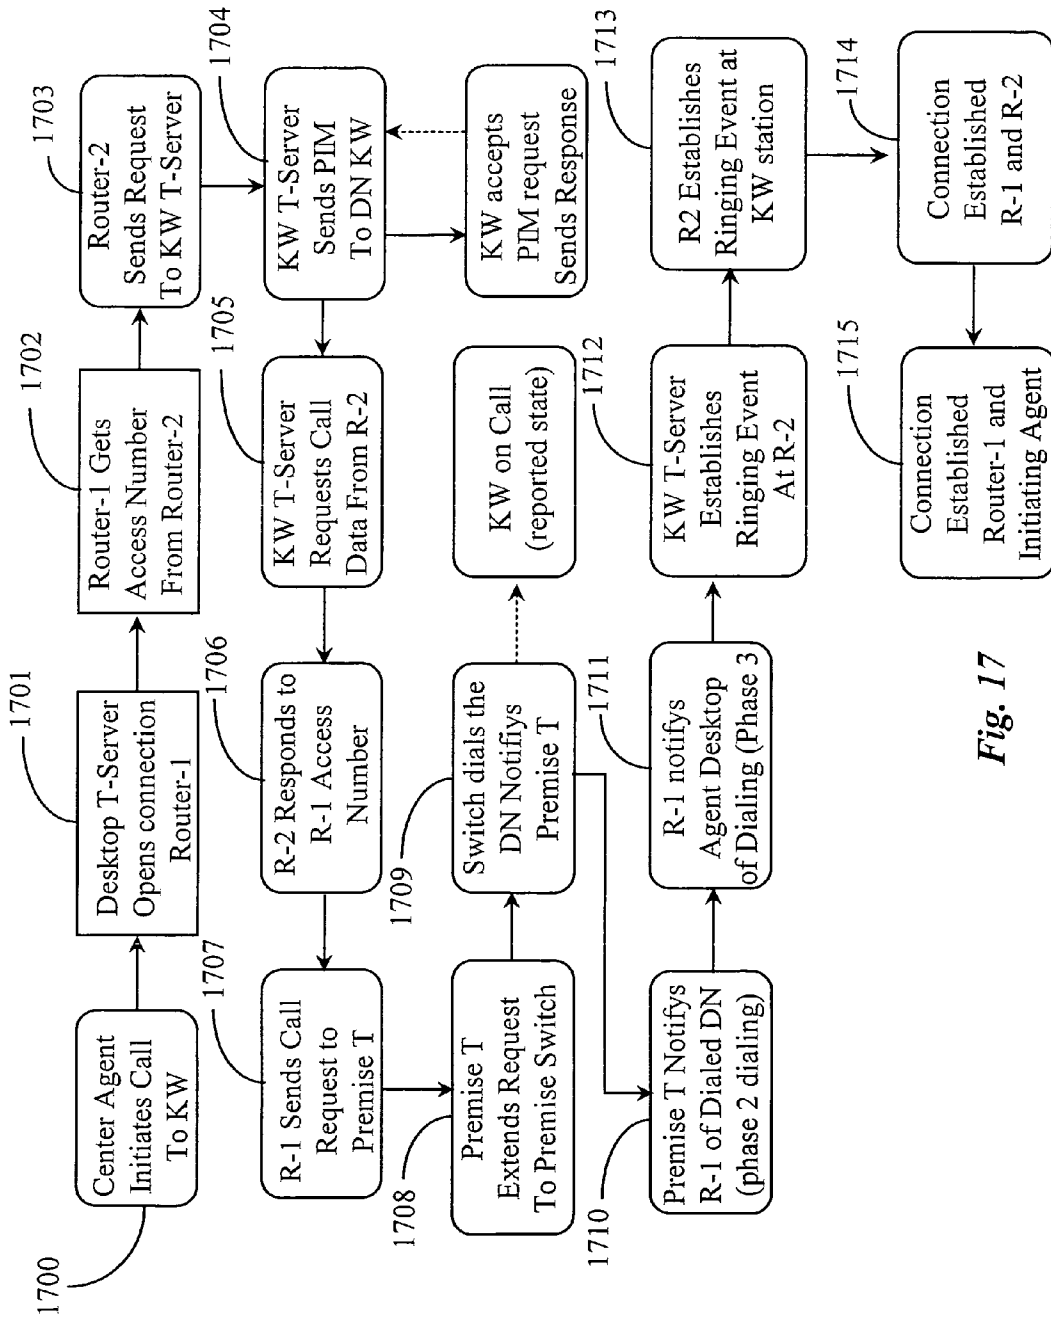 1700
Center Agent
Initiates Call
To KW
1701
Desktop T-Server
Opens connection
Router-1
1702
Router-1 Gets
Access Number
From Router-2
1703
Router-2
Sends Request
To KW T-Server
1704
KW T-Server
Sends PIM
To DN KW
KW accepts
PIM request
Sends Response
1705
KW T-Server
Requests Call
Data From R-2
1706
R-2 Responds to
R-1 Access
Number
1707
R-1 Sends Call
Request to
Premise T
1708
Premise T
Extends Request
To Premise Switch
1709
Switch dials the
DN Notifiys
Premise T
KW on Call
(reported state)
1710
Premise T Notifys
R-1 of Dialed DN
(phase 2 dialing)
1711
R-1 notifys
Agent Desktop
of Dialing (Phase 3
1712
KW T-Server
Establishes
Ringing Event
At R-2
1713
R2 Establishes
Ringing Event at
KW station
1714
Connection
Established
R-1 and R-2
1715
Connection
Established
Router-1 and
Initiating Agent
Fig. 17